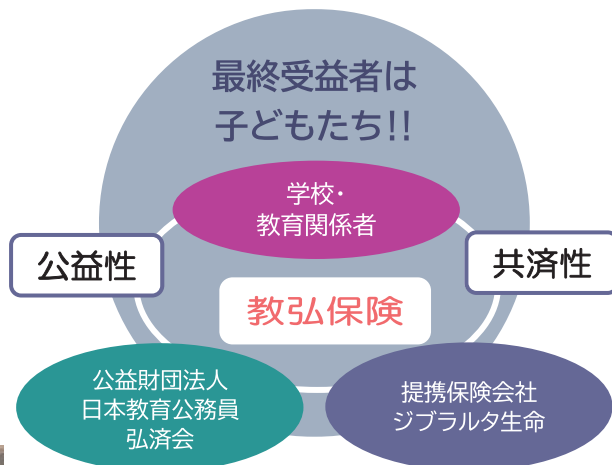 最終受益者は
子どもたち!!
学校・
教育関係者
公益性
共済性
教弘保険
公益財団法人
日本教育公務員
弘済会
提携保険会社
ジブラルタ生命